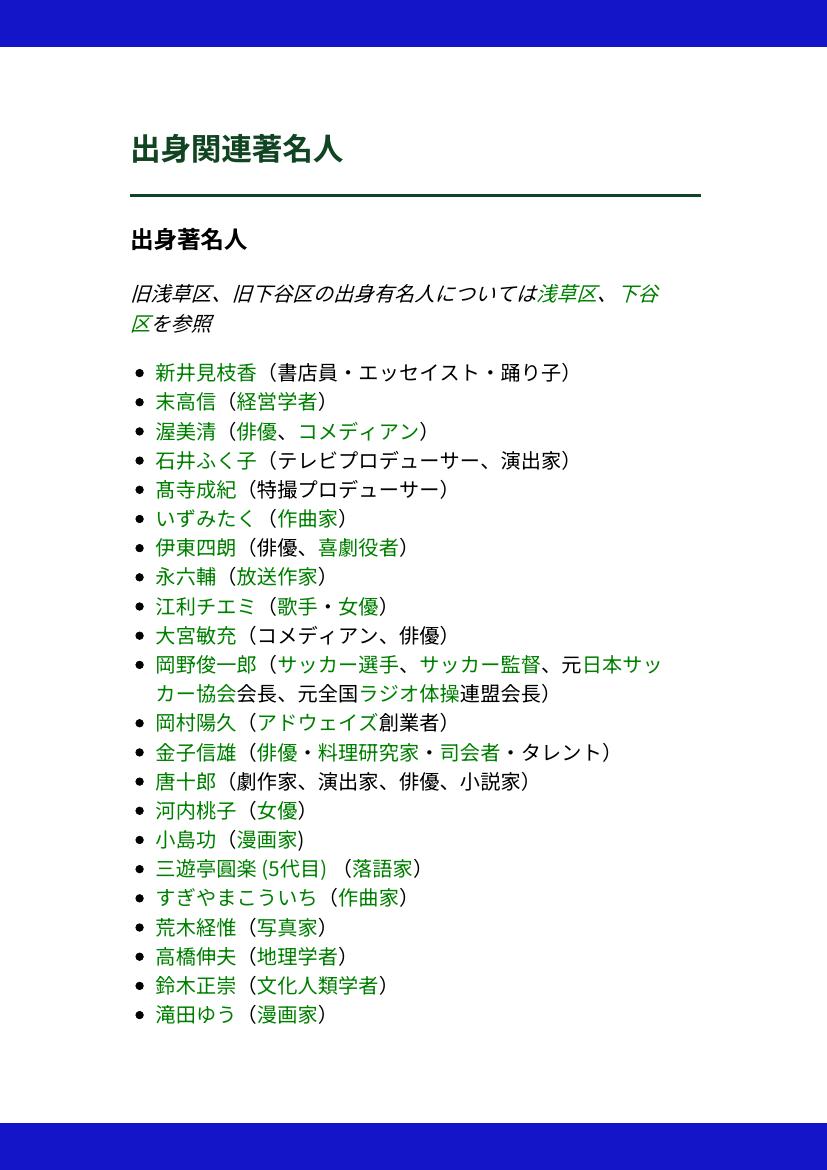 出身関連著名人
出身著名人
旧浅草区、旧下谷区の出身有名人については浅草区、下谷
区を参照
• 新井見枝香（書店員・エッセイスト・踊り子）
• 末高信（経営学者）
• 渥美清（俳優、コメディアン）
• 石井ふく子（テレビプロデューサー、演出家）
• 髙寺成紀（特撮プロデューサー）
• いずみたく（作曲家）
• 伊東四朗（俳優、喜劇役者）
• 永六輔（放送作家）
• 江利チエミ（歌手・女優）
• 大宮敏充（コメディアン、俳優）
• 岡野俊一郎（サッカー選手、サッカー監督、元日本サッ
カー協会会長、元全国ラジオ体操連盟会長）
• 岡村陽久（アドウェイズ創業者）
• 金子信雄（俳優・料理研究家・司会者・タレント）
• 唐十郎（劇作家、演出家、俳優、小説家）
• 河内桃子（女優）
• 小島功（漫画家)
• 三遊亭圓楽 (5代目) （落語家）
• すぎやまこういち（作曲家）
• 荒木経惟（写真家）
• 高橋伸夫（地理学者）
• 鈴木正崇（文化人類学者）
• 滝田ゆう（漫画家）